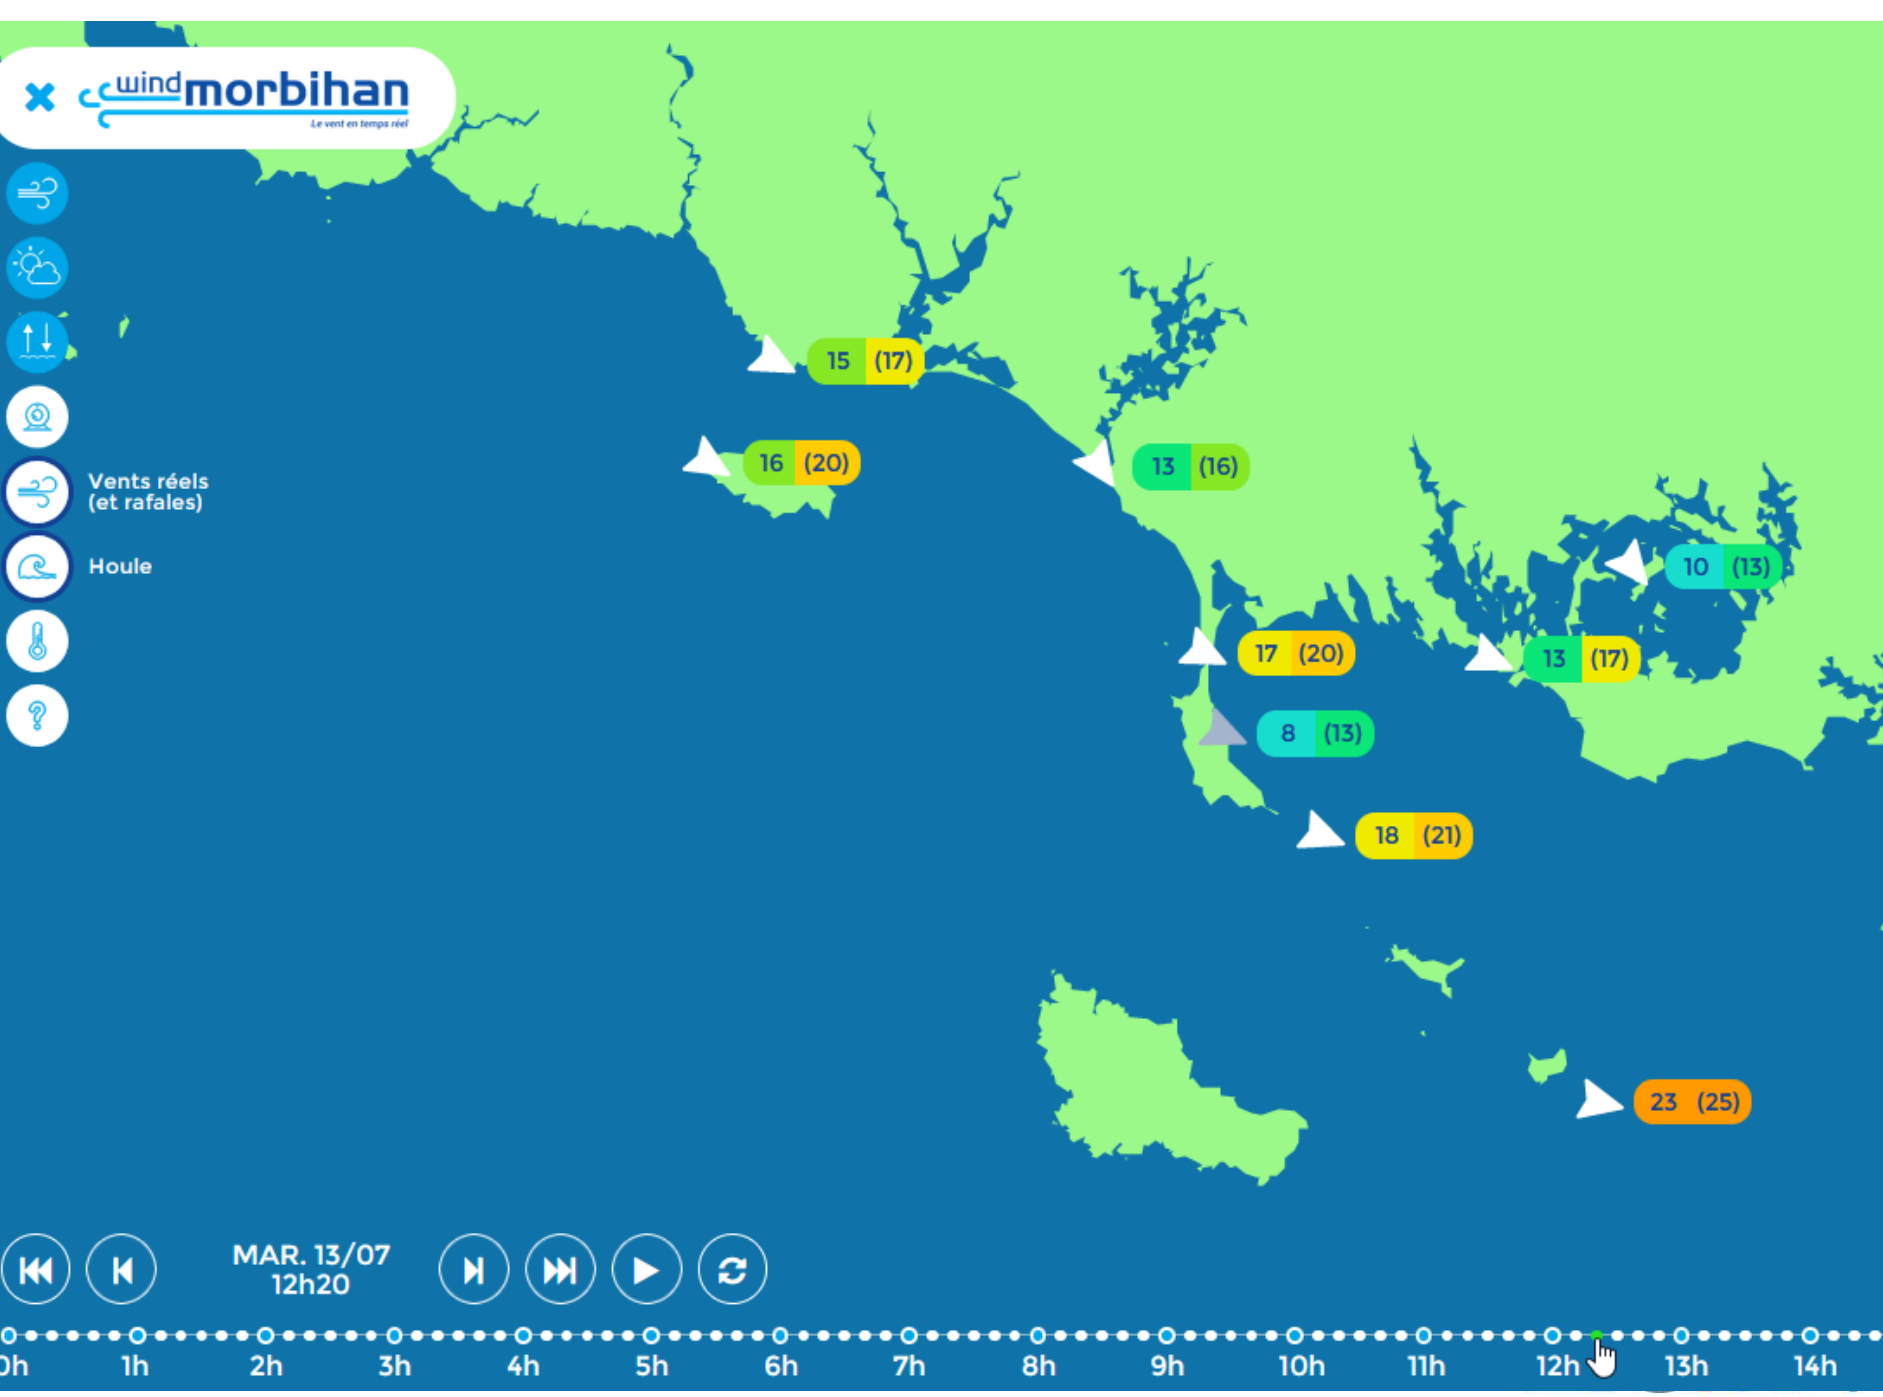 windmorbihan
Le vent en temps réel
15 (17)
16 (20)
13 (16)
Vents réels
(et rafales)
Houle
10 (13)
17 (20)
13 (17)
8 (13)
18 (21)
23 (25)
MAR. 13/07
12h20
0h 1h 2h 3h 4h 5h 6h 7h 8h 9h 10h 11h 12h 13h 14h